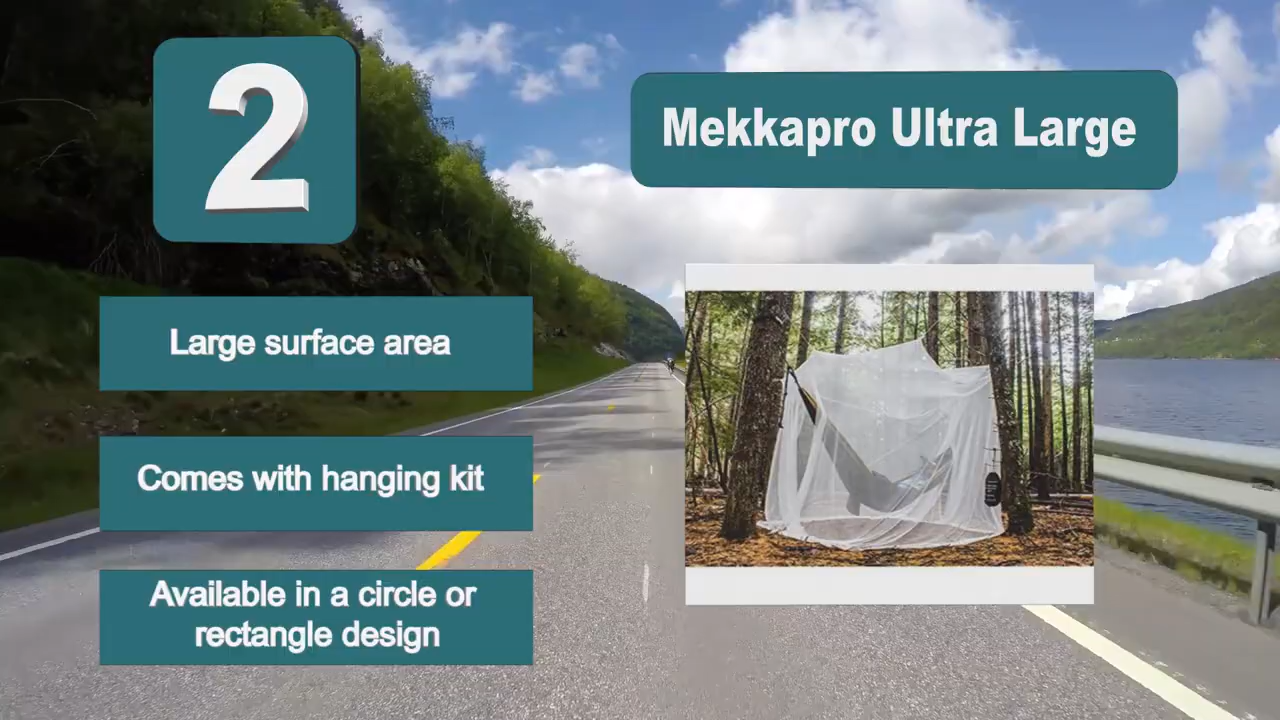 2
Mekkapro Ultra Large
Large surface area
Comes with hanging kit
Available in a circle or
rectangle design